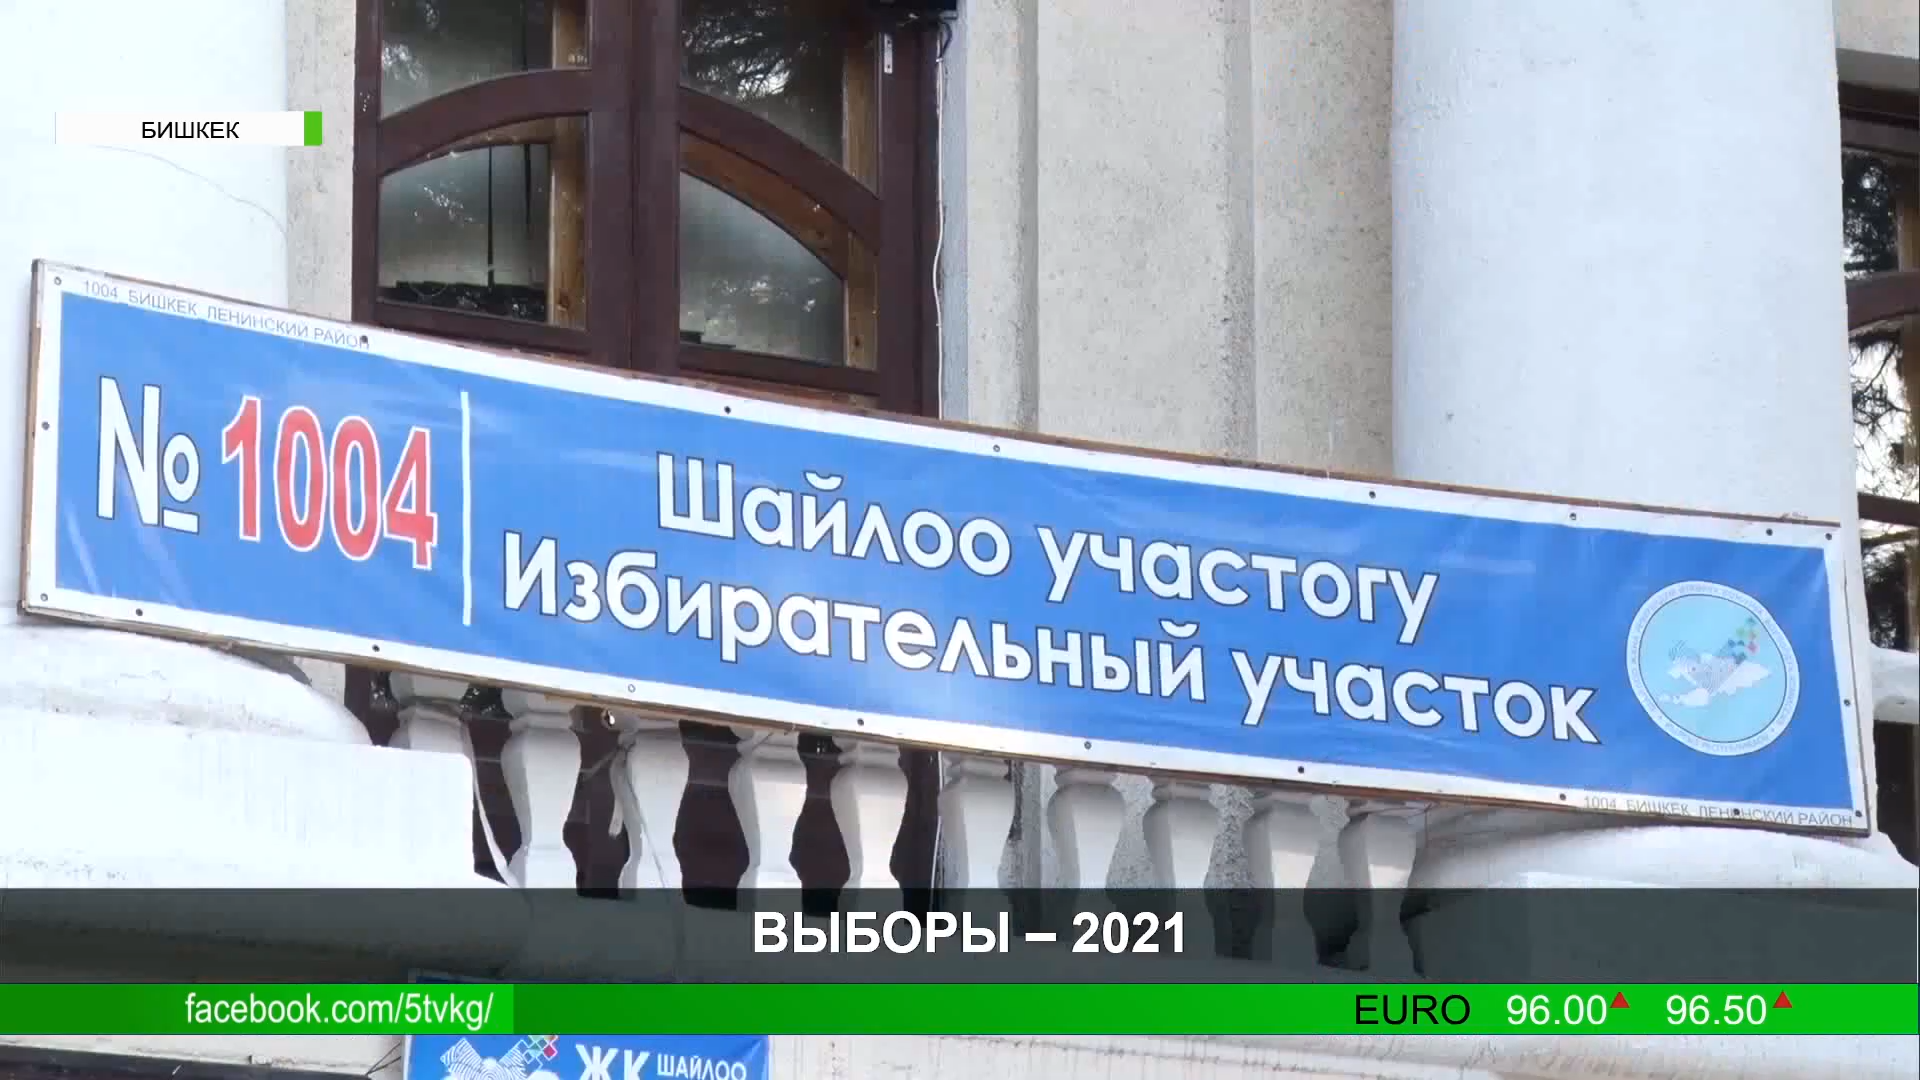 БИШКЕК
1004 БИШКЕК ЛЕНИНСКИЙ РАЙОН
№ 1004
Шайлоо участогу
Избирательный участок
1004 БИШКЕК ЛЕНИНСКИЙ РАЙОН
ВЫБОРЫ – 2021
facebook.com/5tvkg/
EURO 96.00 96.50
ЖК ШАЙЛОО